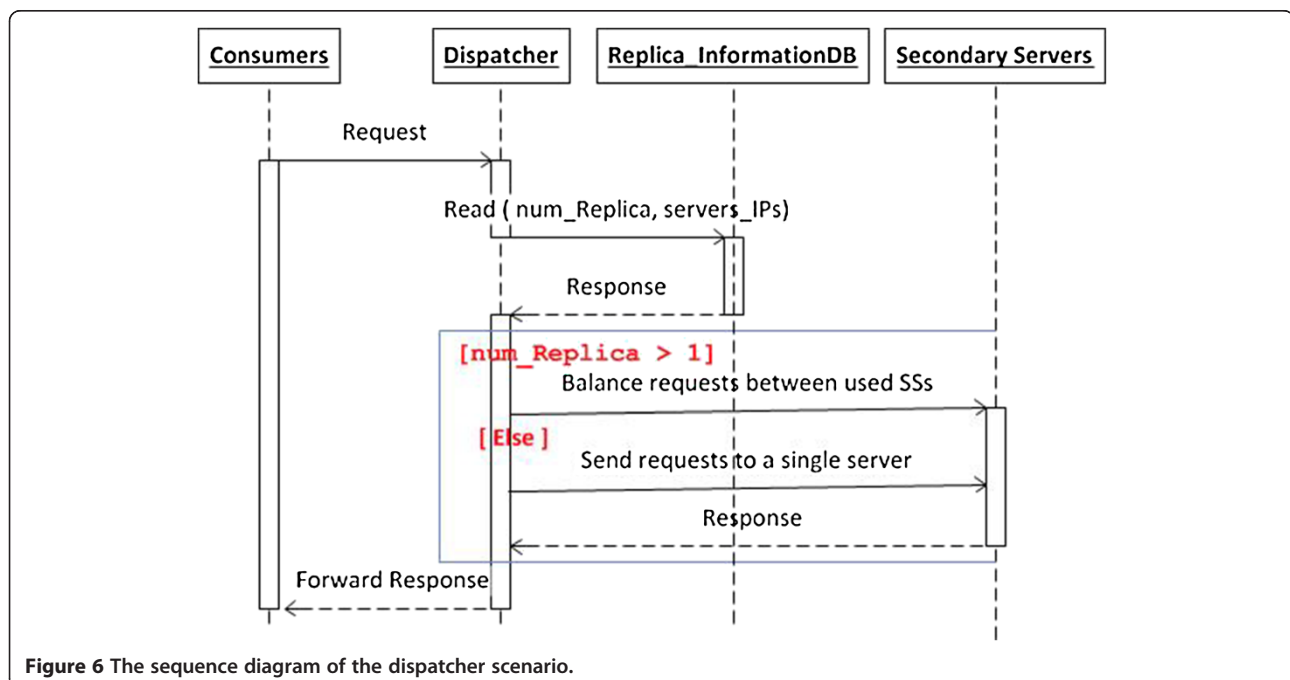 Consumers
Dispatcher
Replica_InformationDB
Secondary Servers
Request
Read ( num_Replica, servers_IPs)
Response
[num_Replica > 1]
Balance requests between used SSs
[ Else ]
Send requests to a single server
Response
Forward Response
Figure 6 The sequence diagram of the dispatcher scenario.